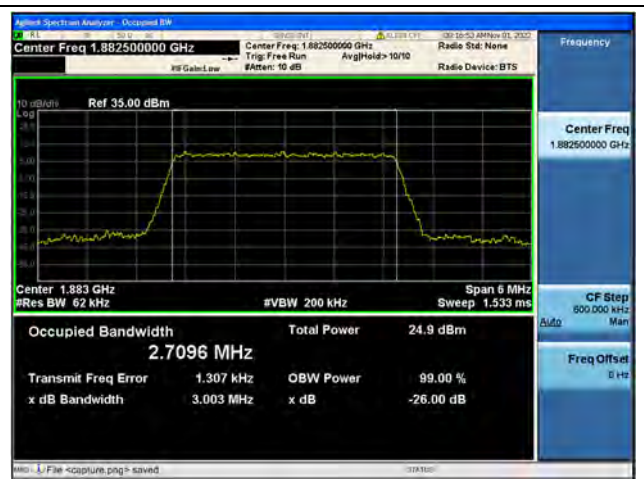 Agilent Spectrum Analyzer - Occupied BW
RL
Center Freq 1.882500000 GHz
Center Freq: 1.882500000 GHz
Radio Std: None
Trig: Free Run Avg|Hold:>10/10
#IFGain:Low #Atten: 10 dB Radio Device: BTS
Frequency
10 dB/div Ref 35.00 dBm
Log
Center Freq
1.882500000 GHz
Center 1.883 GHz Span 6 MHz
#Res BW 62 kHz #VBW 200 kHz Sweep 1.533 ms
CF Step
600.000 kHz
Auto Man
Occupied Bandwidth Total Power 24.9 dBm
2.7096 MHz
Transmit Freq Error 1.307 kHz OBW Power 99.00 %
x dB Bandwidth 3.003 MHz x dB -26.00 dB
Freq Offset
0 Hz
File <capture.png> saved
STATUS